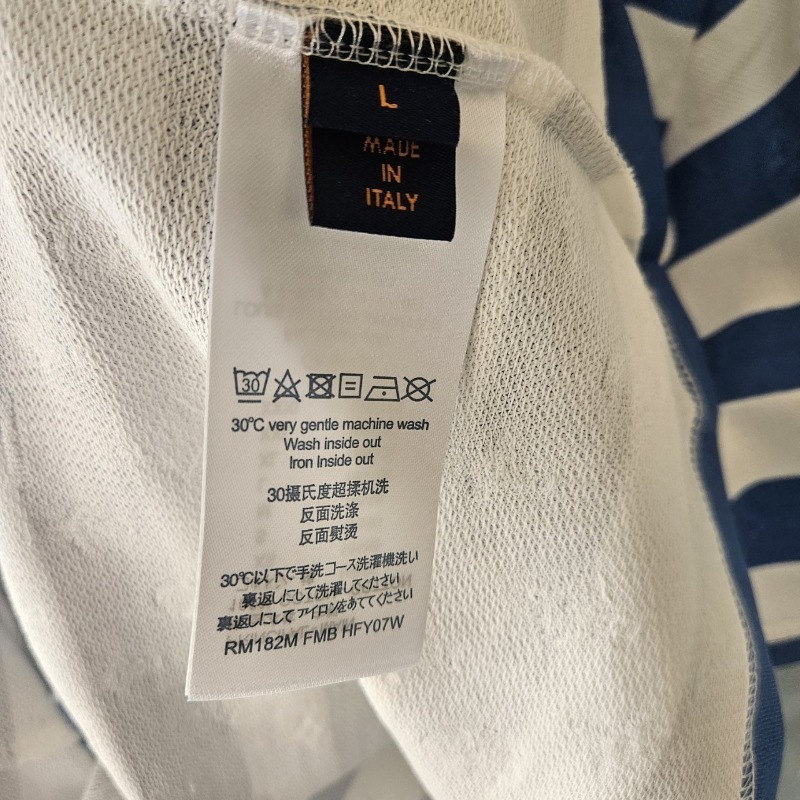 L
MADE
IN
ITALY
30
30°C very gentle machine wash
Wash inside out
Iron Inside out
30摄氏度超揉机洗
反面洗涤
反面熨烫
30℃以下で手洗コース洗濯機洗い
裏返しにして洗濯してください
裏返しにして アイロンをあててください
RM182M FMB HFY07W